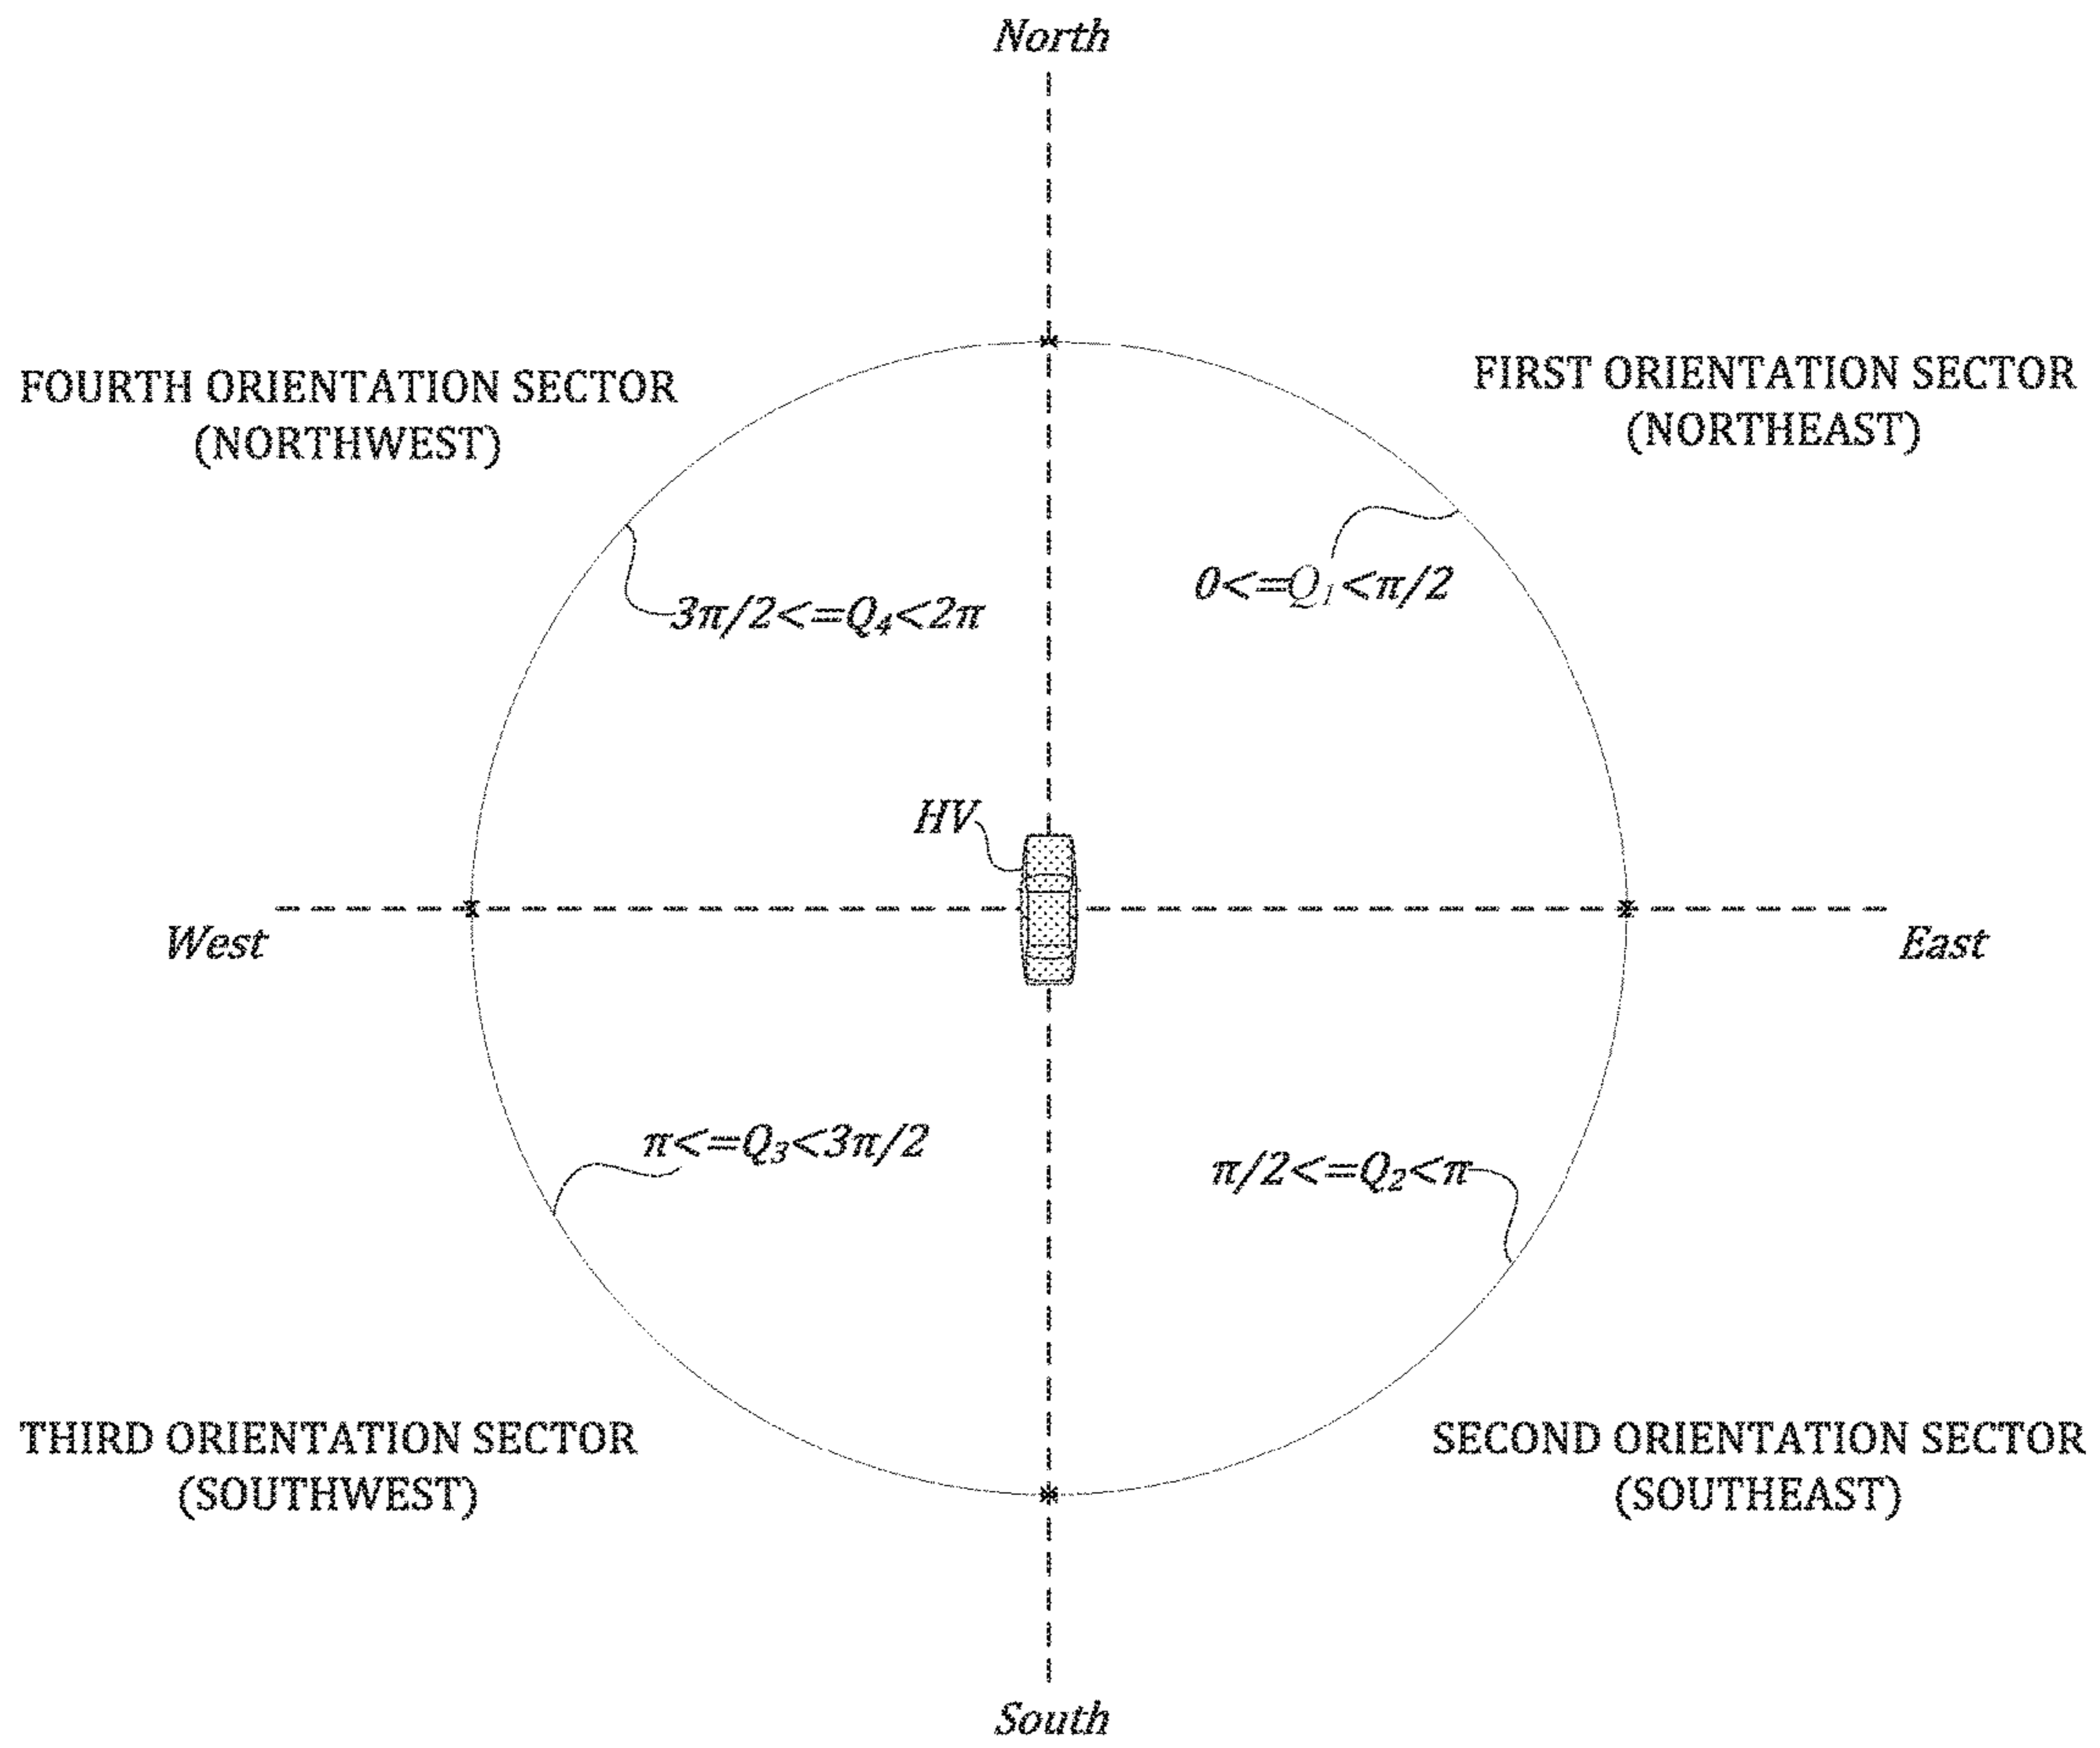 North
FOURTH ORIENTATION SECTOR
(NORTHWEST)
FIRST ORIENTATION SECTOR
(NORTHEAST)
0<=Q₁<π/2
3π/2<=Q₄<2π
HV
West
East
π<=Q₃<3π/2
π/2<=Q₂<π
THIRD ORIENTATION SECTOR
(SOUTHWEST)
SECOND ORIENTATION SECTOR
(SOUTHEAST)
South